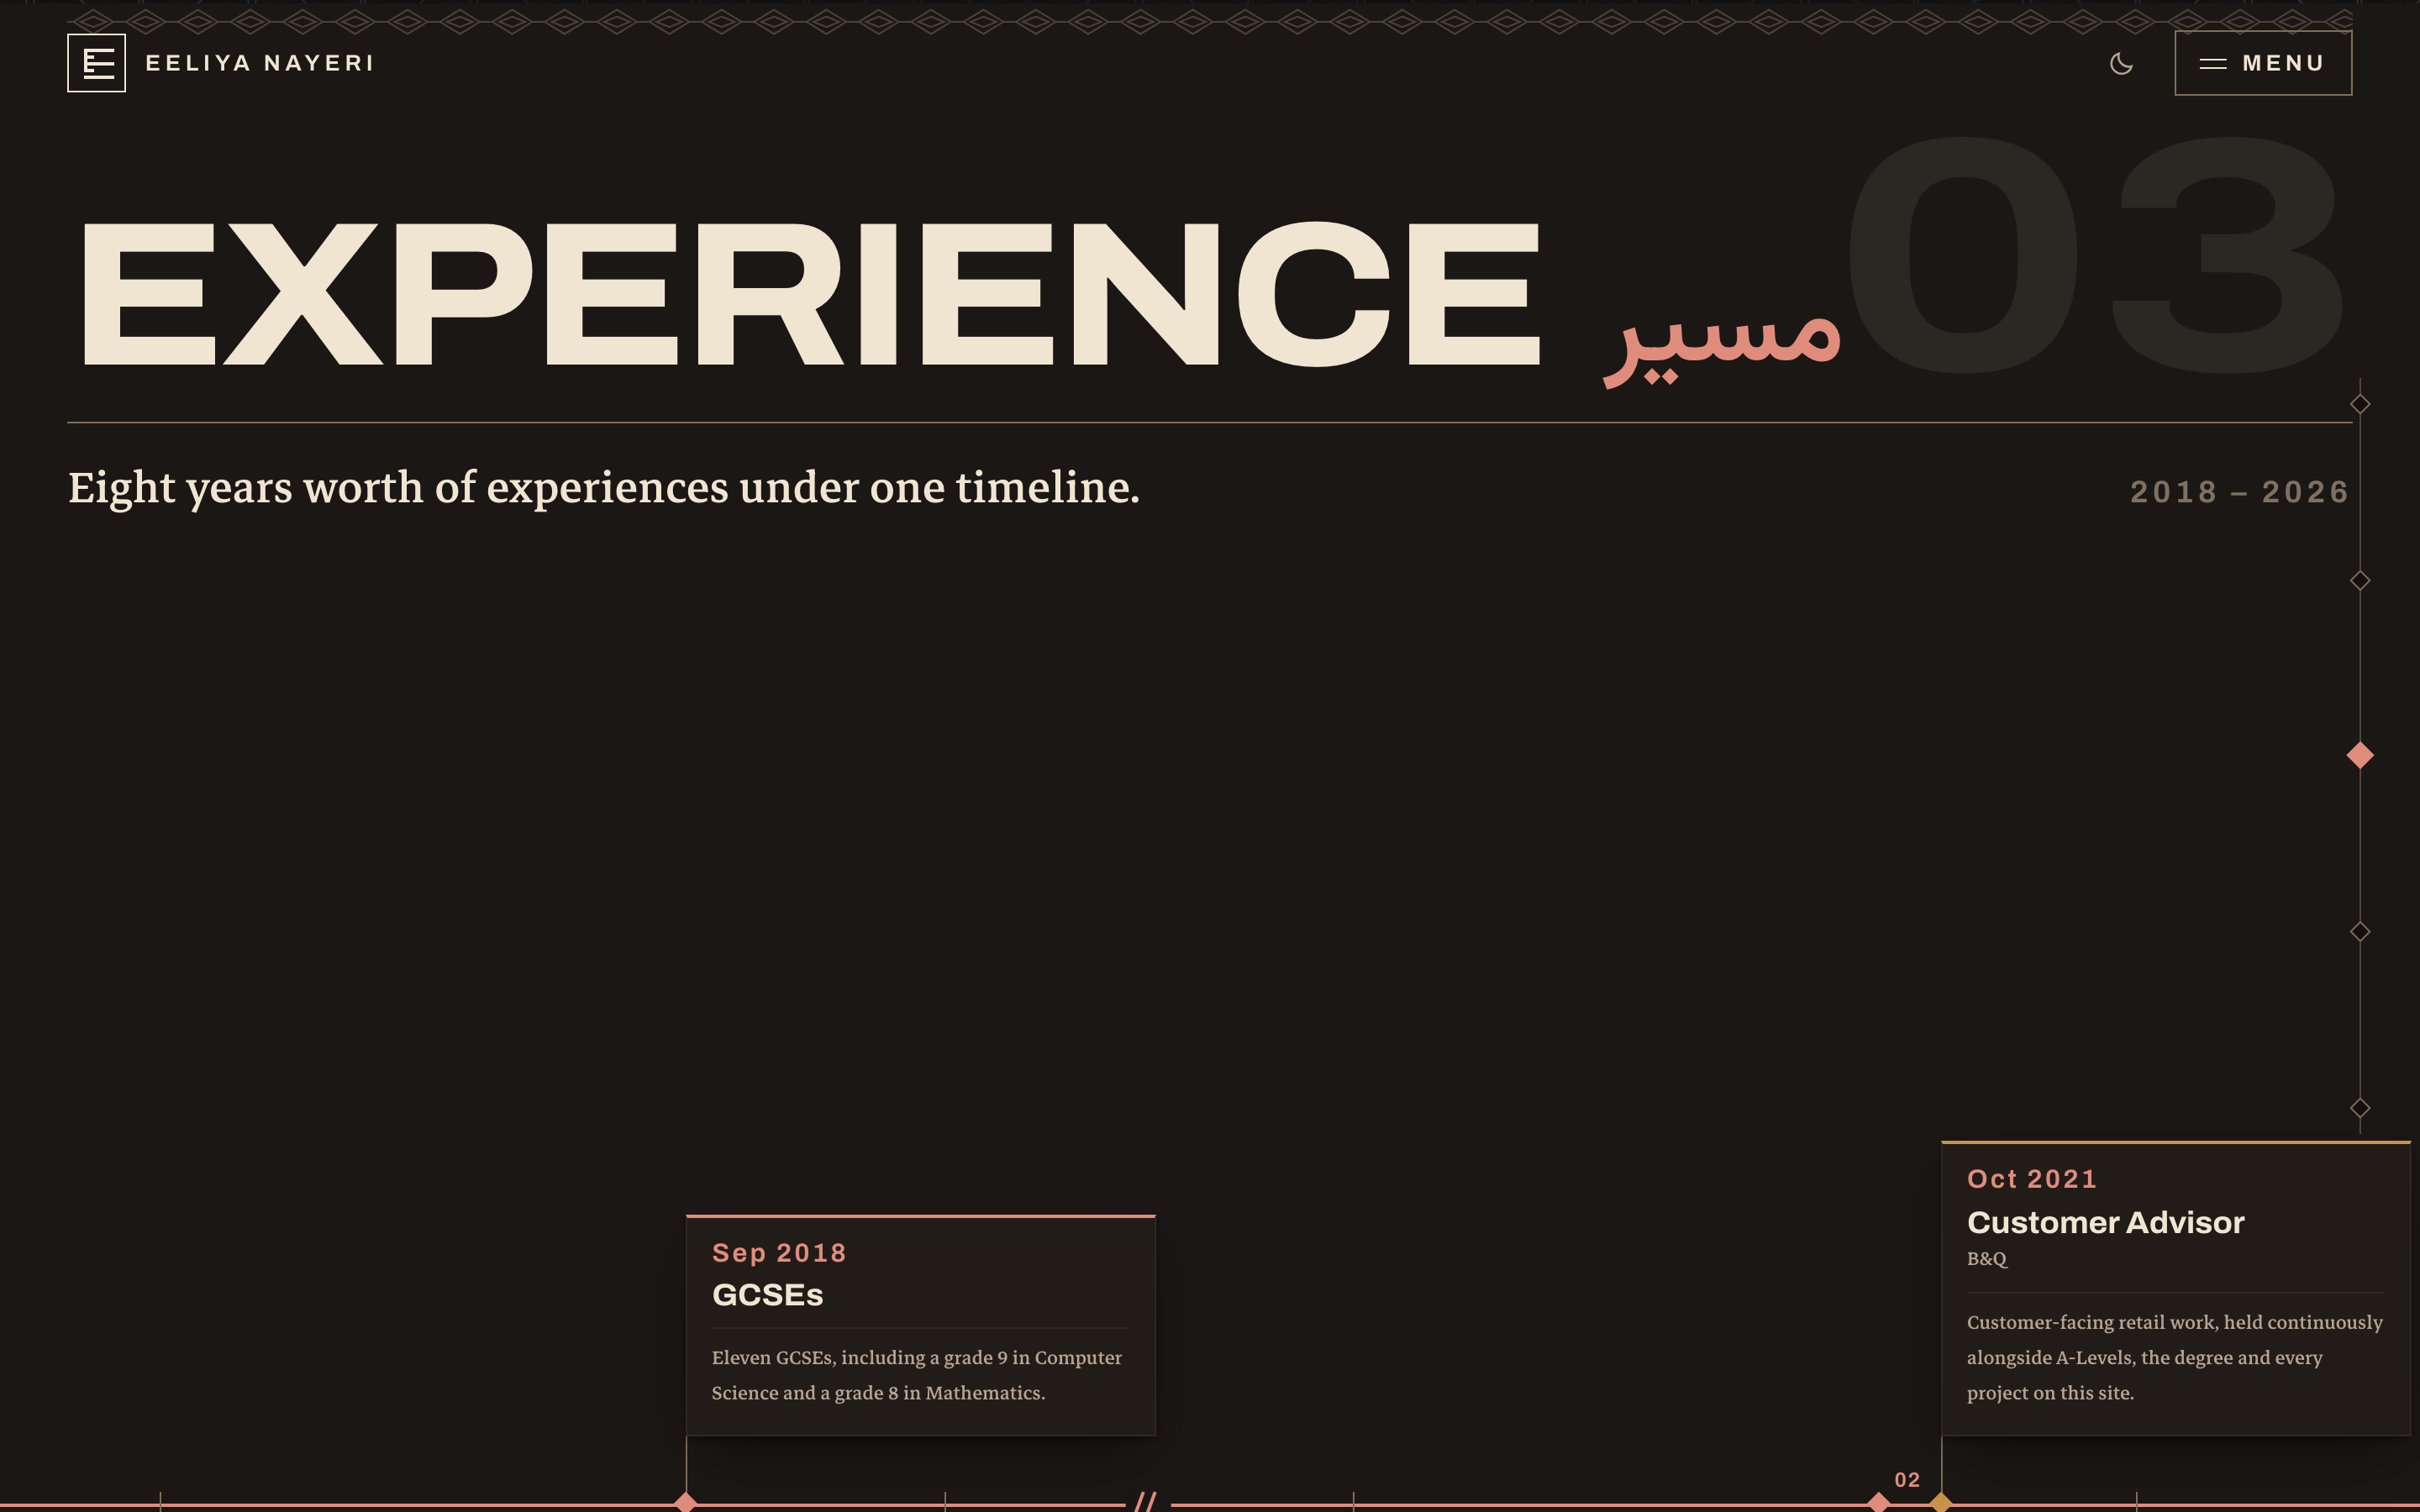 EELIYA NAYERI
MENU
03
EXPERIENCE مسیر
Eight years worth of experiences under one timeline.
2018 – 2026
Oct 2021
Customer Advisor
B&Q
Customer-facing retail work, held continuously
alongside A-Levels, the degree and every
project on this site.
Sep 2018
GCSEs
Eleven GCSEs, including a grade 9 in Computer
Science and a grade 8 in Mathematics.
02
//